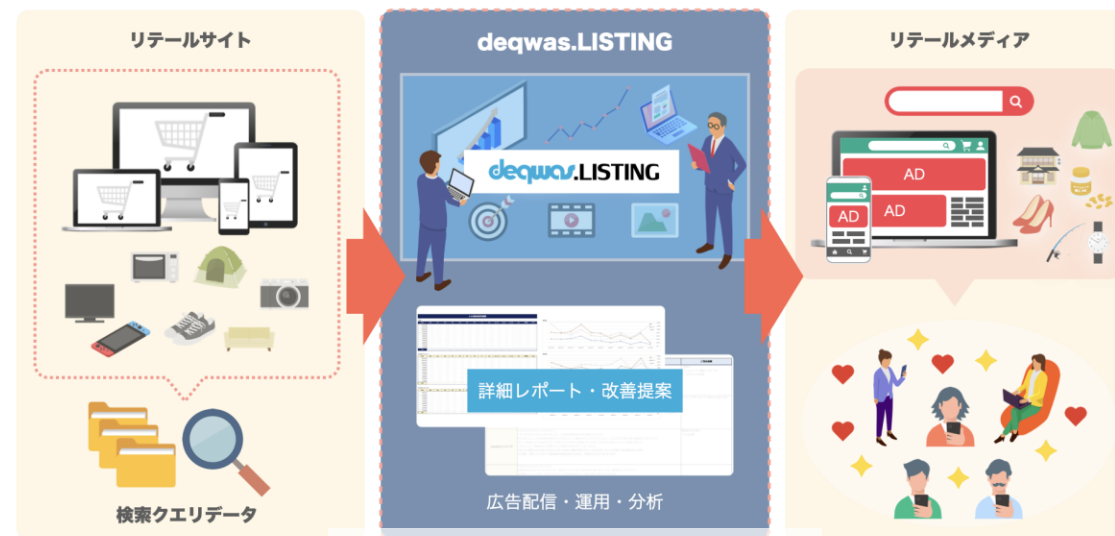 リテールサイト
検索クエリデータ
deqwas.LISTING
deqwas.LISTING
詳細レポート・改善提案
広告配信・運用・分析
リテールメディア
AD
AD
AD